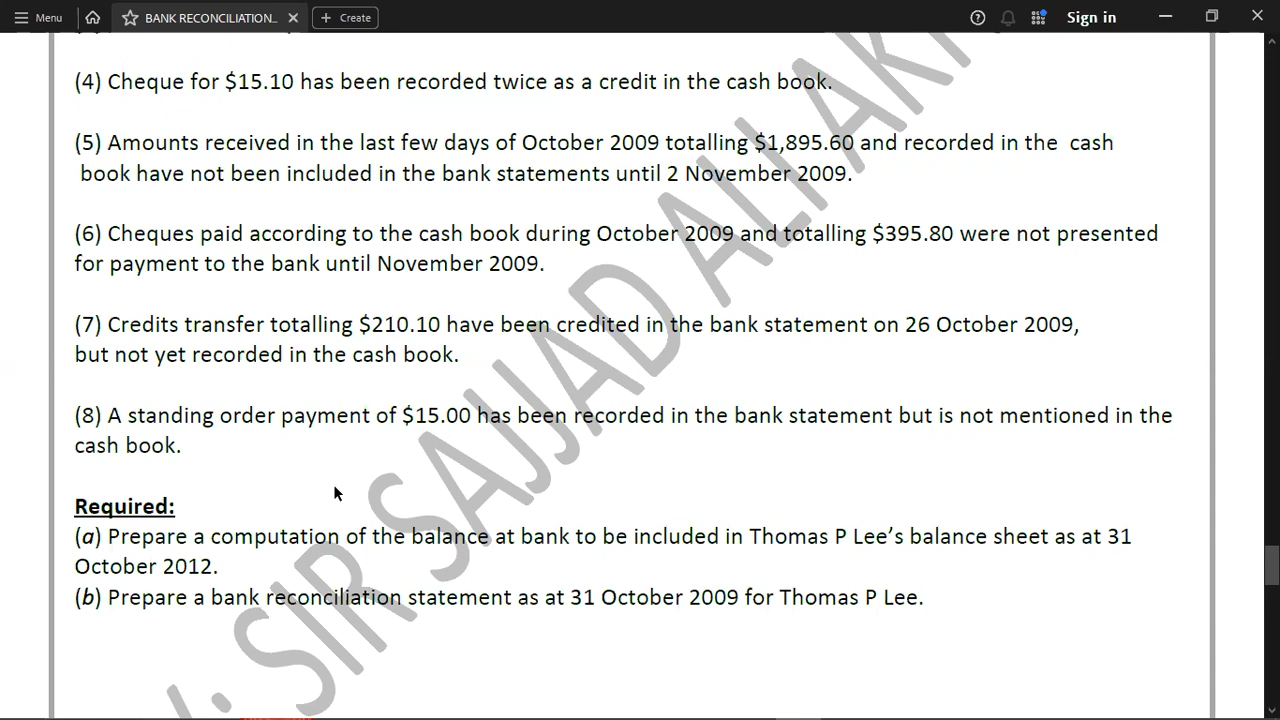 Menu
BANK RECONCILIATION...
Create
Sign in
(4) Cheque for $15.10 has been recorded twice as a credit in the cash book.
(5) Amounts received in the last few days of October 2009 totalling $1,895.60 and recorded in the cash
book have not been included in the bank statements until 2 November 2009.
(6) Cheques paid according to the cash book during October 2009 and totalling $395.80 were not presented
for payment to the bank until November 2009.
(7) Credits transfer totalling $210.10 have been credited in the bank statement on 26 October 2009,
but not yet recorded in the cash book.
(8) A standing order payment of $15.00 has been recorded in the bank statement but is not mentioned in the
cash book.
Required:
(a) Prepare a computation of the balance at bank to be included in Thomas P Lee’s balance sheet as at 31
October 2012.
(b) Prepare a bank reconciliation statement as at 31 October 2009 for Thomas P Lee.
SIR SAJJAD ALI